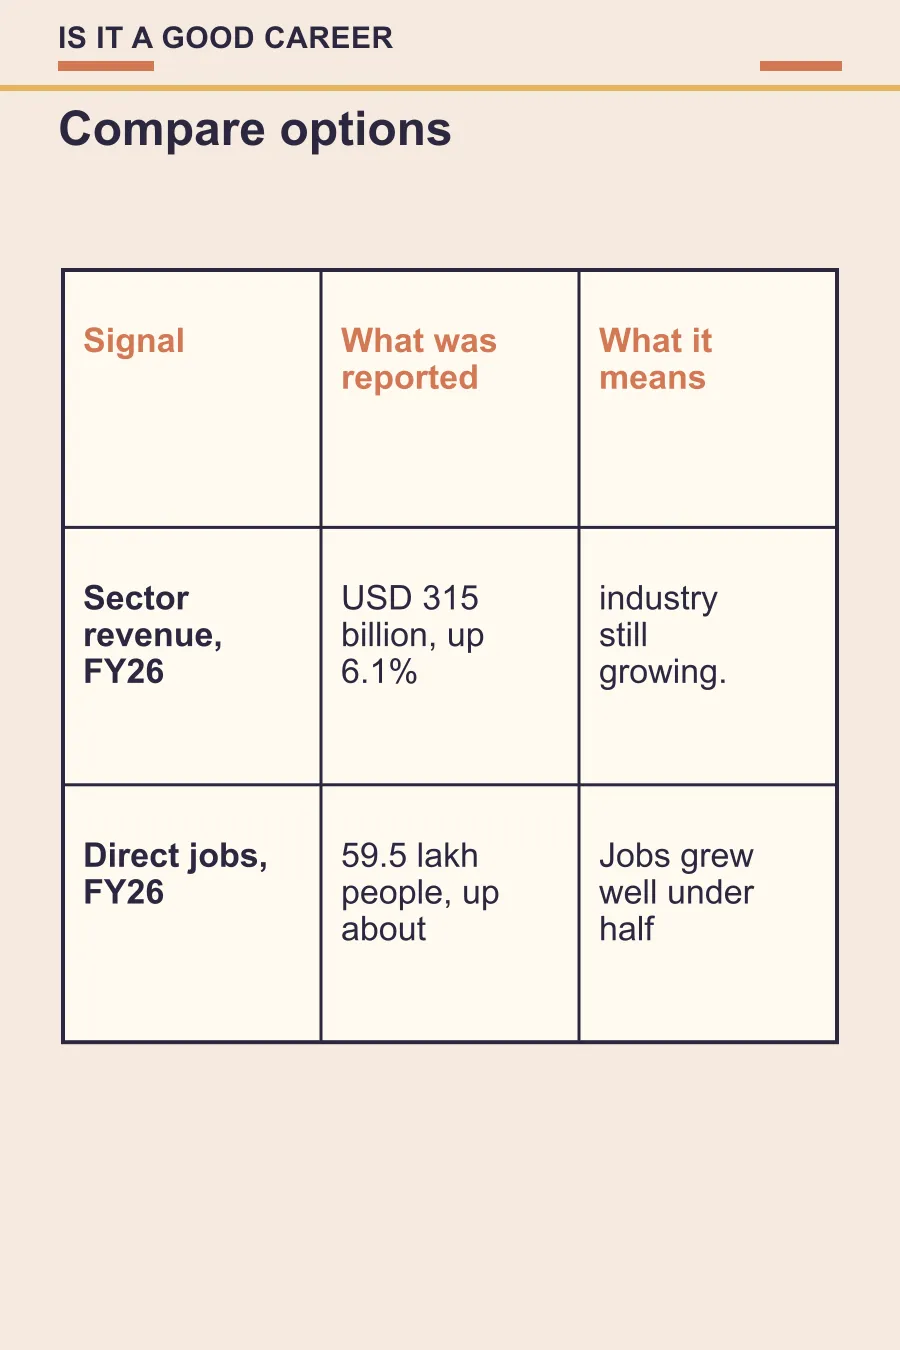 IS IT A GOOD CAREER
Compare options
Signal
What was
reported
What it
means
Sector
revenue,
FY26
USD 315
billion, up
6.1%
industry
still
growing.
Direct jobs,
FY26
59.5 lakh
people, up
about
Jobs grew
well under
half